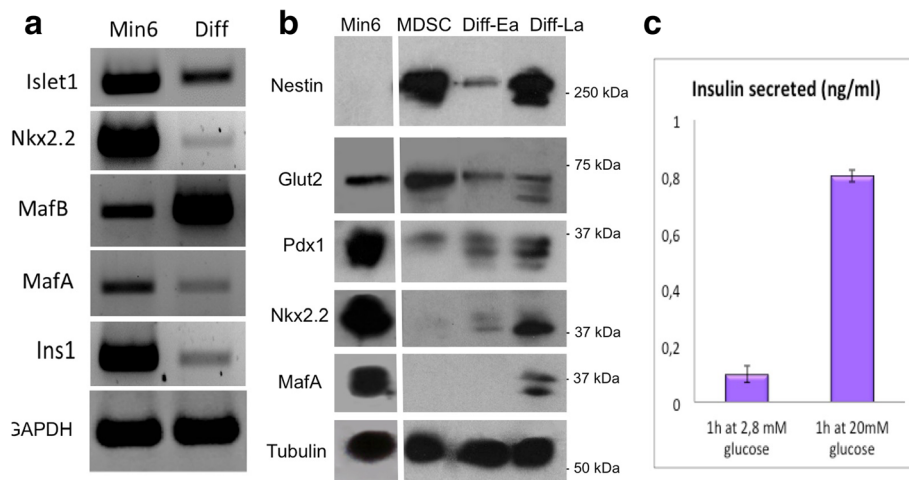 a
Min6 Diff
Islet1
Nkx2.2
MafB
MafA
Ins1
GAPDH
b
Min6 MDSC Diff-Ea Diff-La
Nestin
- 250 kDa
Glut2
- 75 kDa
Pdx1
- 37 kDa
Nkx2.2
- 37 kDa
MafA
- 37 kDa
Tubulin
- 50 kDa
c
Insulin secreted (ng/ml)
1
0,8
0,6
0,4
0,2
0
1h at 2,8 mM
glucose
1h at 20mM
glucose